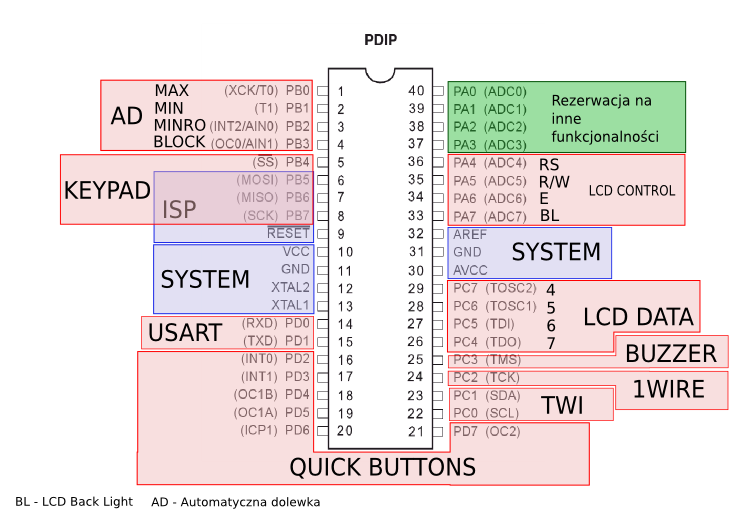 PDIP
AD MAX (XCK/T0) PB0 1 40 PA0 (ADC0) Rezerwacja na
MIN (T1) PB1 2 39 PA1 (ADC1) inne
MINRO (INT2/AIN0) PB2 3 38 PA2 (ADC2) funkcjonalności
BLOCK (OC0/AIN1) PB3 4 37 PA3 (ADC3)
KEYPAD (SS) PB4 5 36 PA4 (ADC4) RS LCD CONTROL
ISP (MOSI) PB5 6 35 PA5 (ADC5) R/W
(MISO) PB6 7 34 PA6 (ADC6) E
(SCK) PB7 8 33 PA7 (ADC7) BL
RESET 9 32 AREF SYSTEM
SYSTEM VCC 10 31 GND
GND 11 30 AVCC
XTAL2 12 29 PC7 (TOSC2) 4 LCD DATA
XTAL1 13 28 PC6 (TOSC1) 5
USART (RXD) PD0 14 27 PC5 (TDI) 6
(TXD) PD1 15 26 PC4 (TDO) 7
(INT0) PD2 16 25 PC3 (TMS) BUZZER
(INT1) PD3 17 24 PC2 (TCK) 1WIRE
(OC1B) PD4 18 23 PC1 (SDA) TWI
(OC1A) PD5 19 22 PC0 (SCL)
(ICP1) PD6 20 21 PD7 (OC2)
QUICK BUTTONS
BL - LCD Back Light AD - Automatyczna dolewka